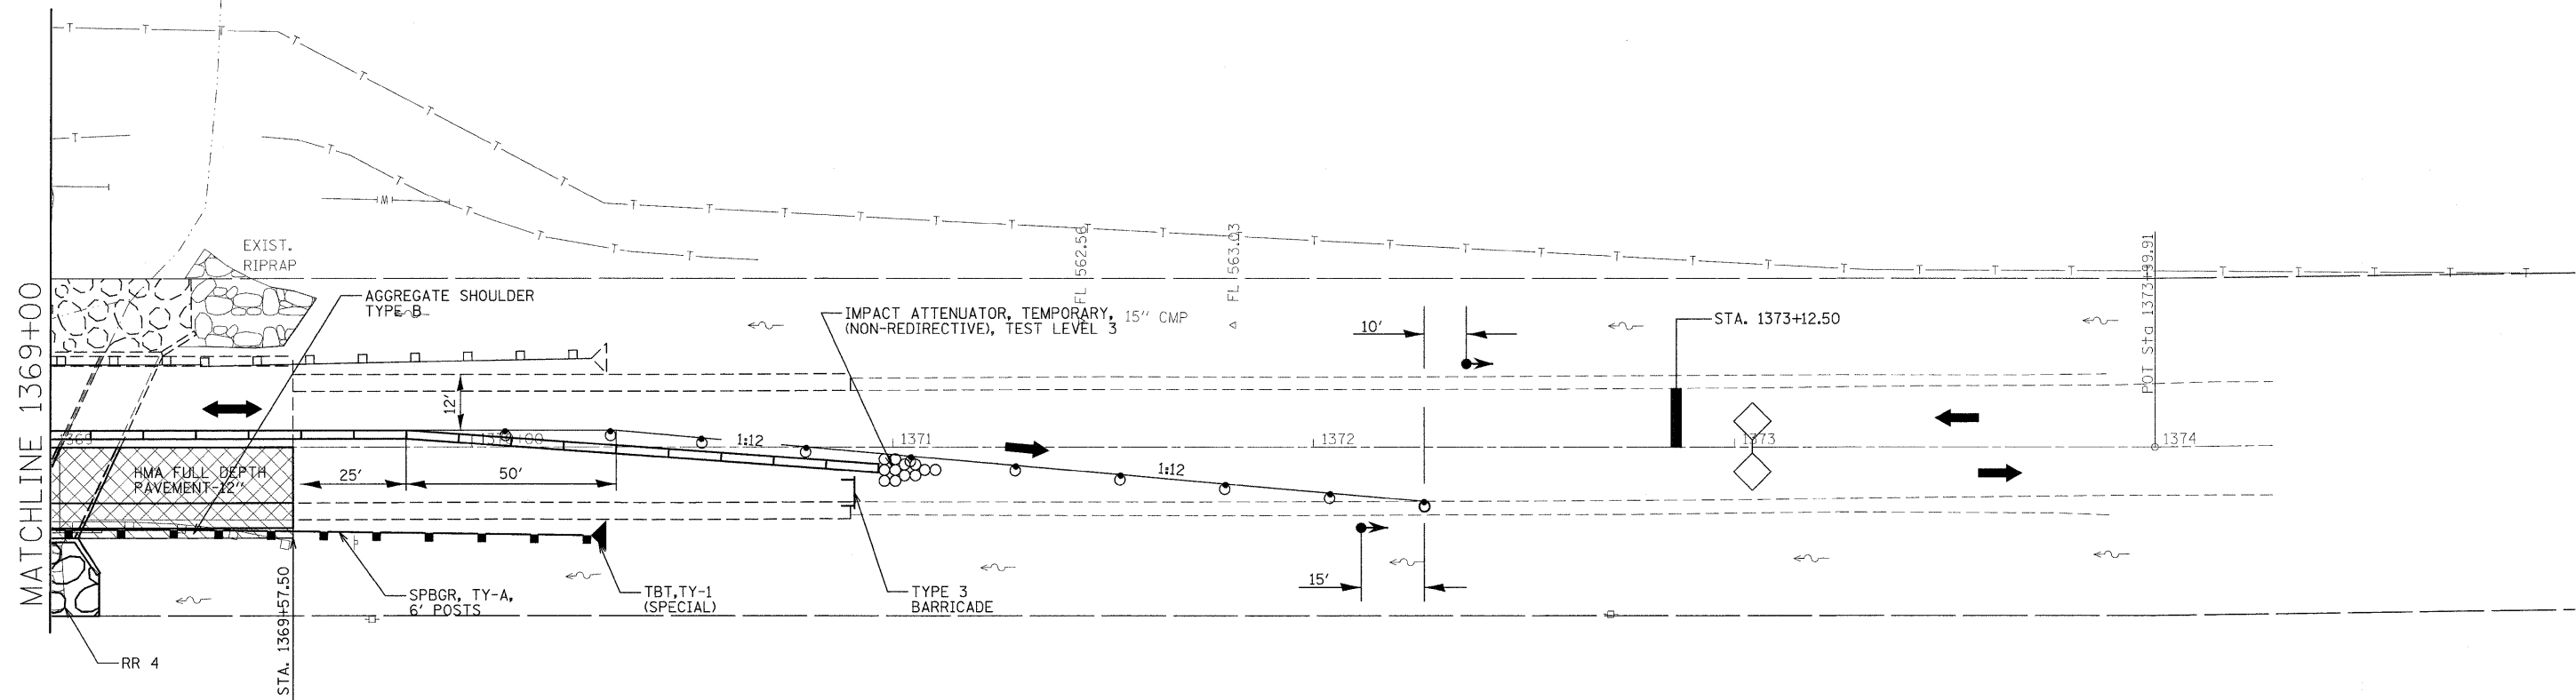 MATCHLINE 1369+00
EXIST.
RIPRAP
AGGREGATE SHOULDER
TYPE B
IMPACT ATTENUATOR, TEMPORARY,
(NON-REDIRECTIVE), TEST LEVEL 3
15" CMP
FL 562.56
FL 563.03
10'
STA. 1373+12.50
POT Sta 1373+99.91
1
12'
1369
1:12
1371
1372
1373
1374
1:12
HMA FULL DEPTH
PAVEMENT-12"
25'
50'
SPBGR, TY-A,
6' POSTS
TBT,TY-1
(SPECIAL)
TYPE 3
BARRICADE
15'
RR 4
STA. 1369+57.50
T T T T T T T T T T T T T T T T T T T T T T T T T T T T T T
W